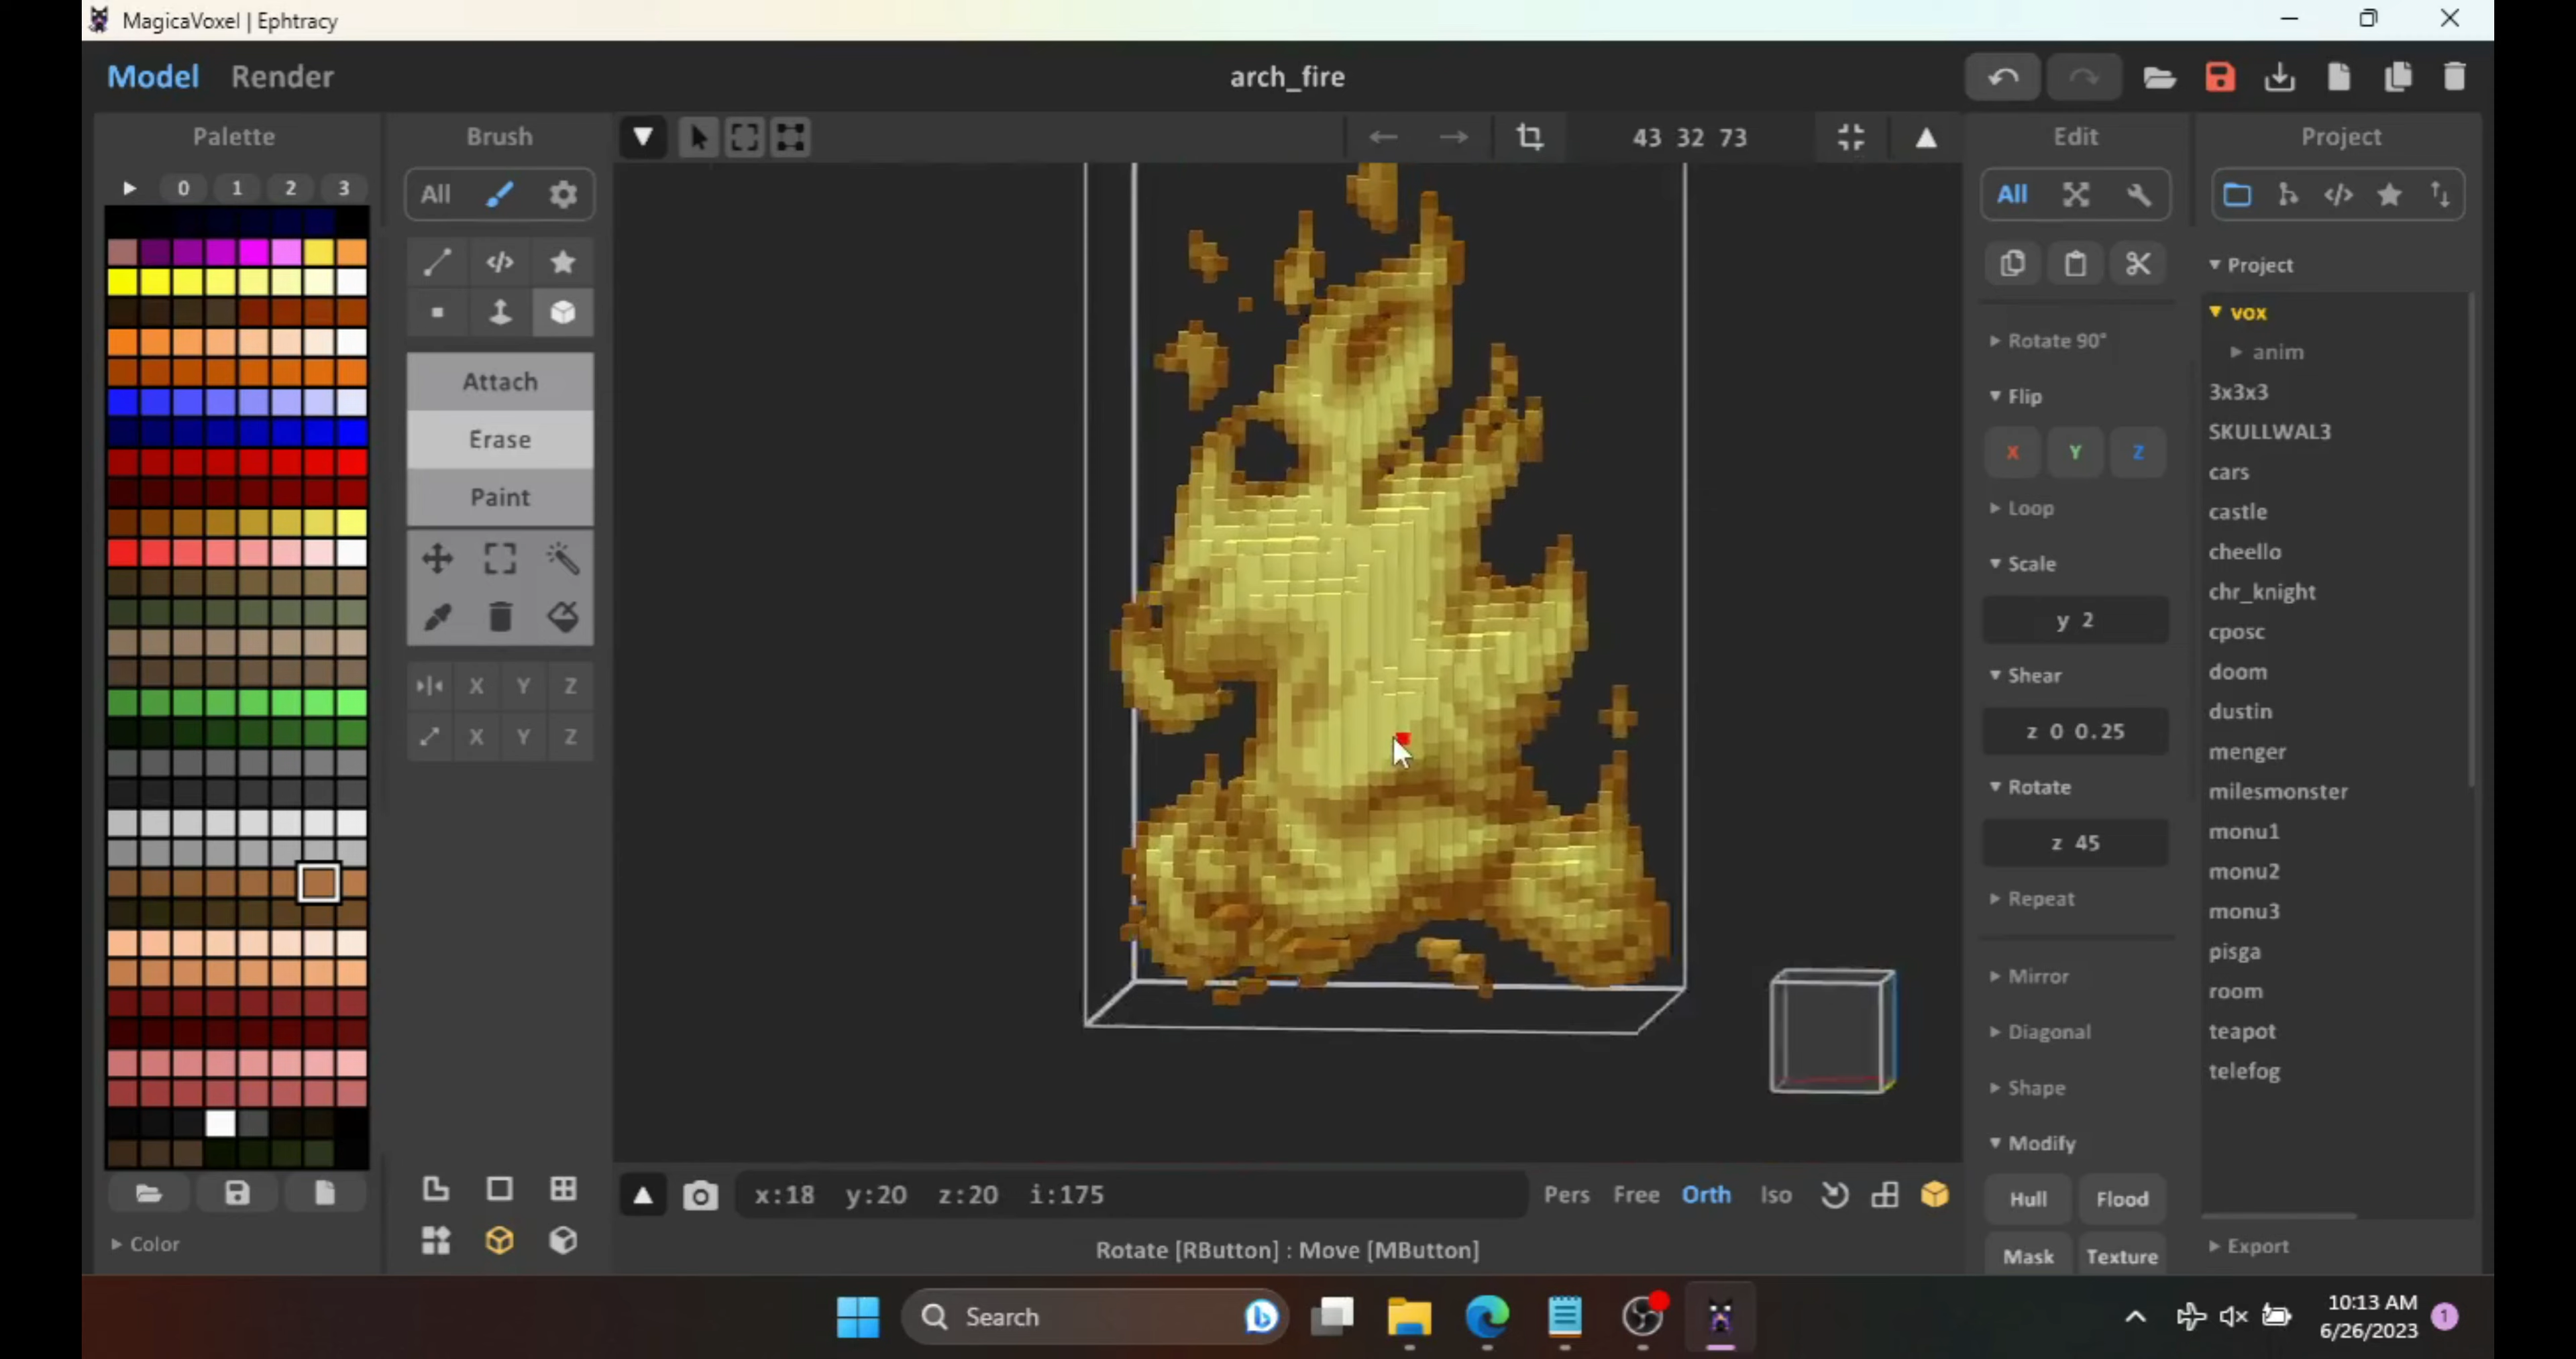 MagicaVoxel | Ephtracy
Model Render
arch_fire
Palette
0 1 2 3
Color
Brush
All
Attach
Erase
Paint
X Y Z
X Y Z
43 32 73
x:18 y:20 z:20 i:175
Pers Free Orth Iso
Rotate [RButton] : Move [MButton]
Edit
All
Rotate 90°
Flip
X Y Z
Loop
Scale
y 2
Shear
z 0 0.25
Rotate
z 45
Repeat
Mirror
Diagonal
Shape
Modify
Hull Flood
Mask Texture
Project
Project
vox
anim
3x3x3
SKULLWAL3
cars
castle
cheello
chr_knight
cposc
doom
dustin
menger
milesmonster
monu1
monu2
monu3
pisga
room
teapot
telefog
Export
Search
10:13 AM
6/26/2023
1